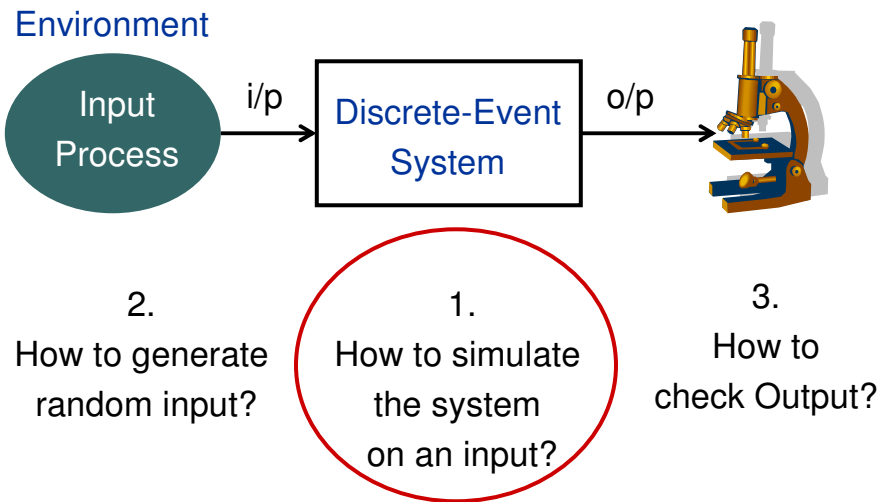 Environment
Input
Process
i/p
Discrete-Event
System
o/p
2.
How to generate
random input?
1.
How to simulate
the system
on an input?
3.
How to
check Output?